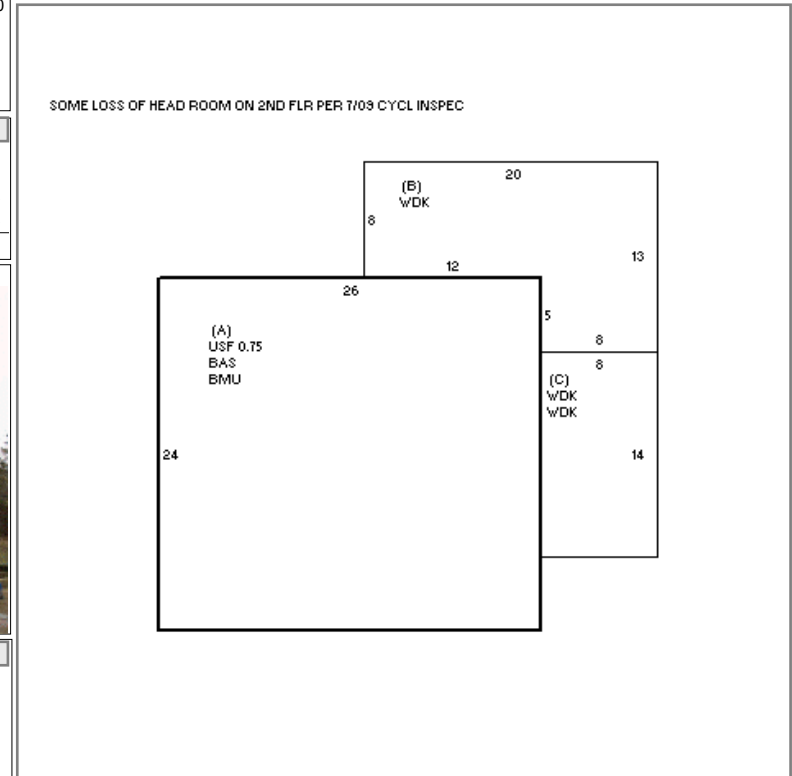 SOME LOSS OF HEAD ROOM ON 2ND FLR PER 7/09 CYCL INSPEC
20
(B)
WDK
8
13
12
26
5
(A)
USF 0.75
BAS
BMU
8
8
(C)
WDK
WDK
24
14